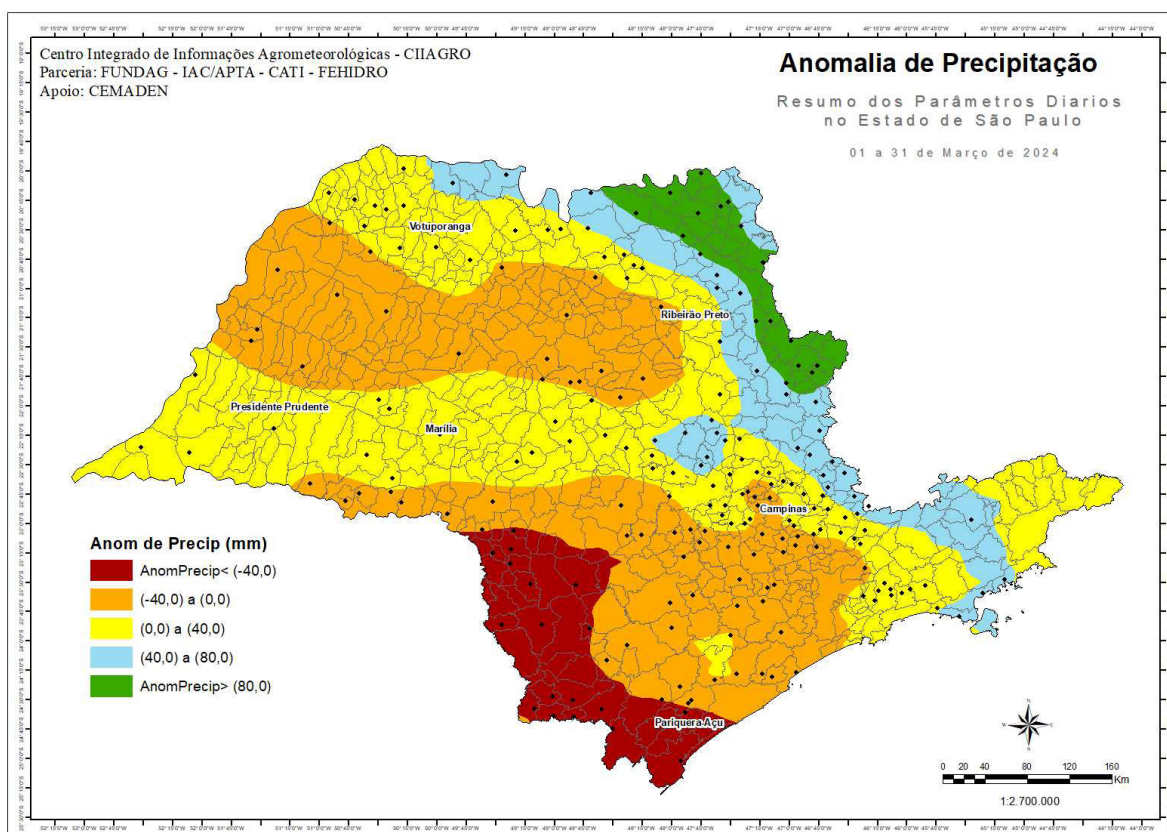 Centro Integrado de Informações Agrometeorológicas - CIIAGRO
Parceria: FUNDAG - IAC/APTA - CATI - FEHIDRO
Apoio: CEMADEN
Anomalia de Precipitação
Resumo dos Parâmetros Diarios
no Estado de São Paulo
01 a 31 de Março de 2024
Votuporanga
Ribeirão Preto
Presidente Prudente
Marília
Campinas
Pariquera-Açu
Anom de Precip (mm)
AnomPrecip< (-40,0)
(-40,0) a (0,0)
(0,0) a (40,0)
(40,0) a (80,0)
AnomPrecip> (80,0)
N
W
E
S
0 20 40 80 120 160
Km
1:2.700.000